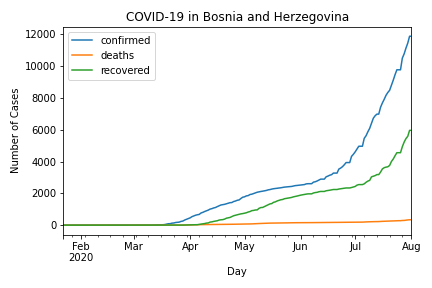 COVID-19 in Bosnia and Herzegovina
confirmed
deaths
recovered
Number of Cases
12000
10000
8000
6000
4000
2000
0
Feb Mar Apr May Jun Jul Aug
2020
Day